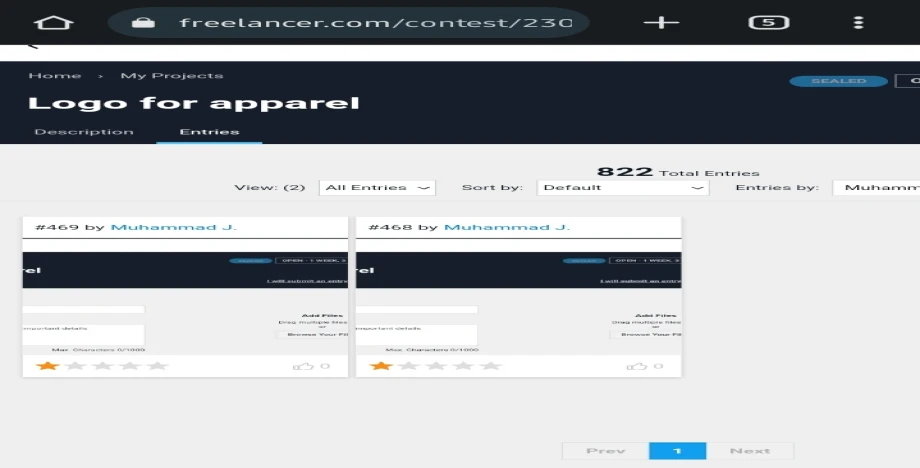 freelancer.com/contest/230
5
Home › My Projects
SEALED
Logo for apparel
Description Entries
822 Total Entries
View: (2) All Entries Sort by: Default Entries by: Muhamm
#469 by Muhammad J.
#468 by Muhammad J.
OPEN - 1 WEEK, 3
rel
I will submit an entre
Add Files
Drag multiple files
or
important details
Browse Your Fi
Max. Characters 0/1000
0
OPEN - 1 WEEK, 3
rel
I will submit an entre
Add Files
Drag multiple files
or
important details
Browse Your Fi
Max. Characters 0/1000
0
Prev 1 Next